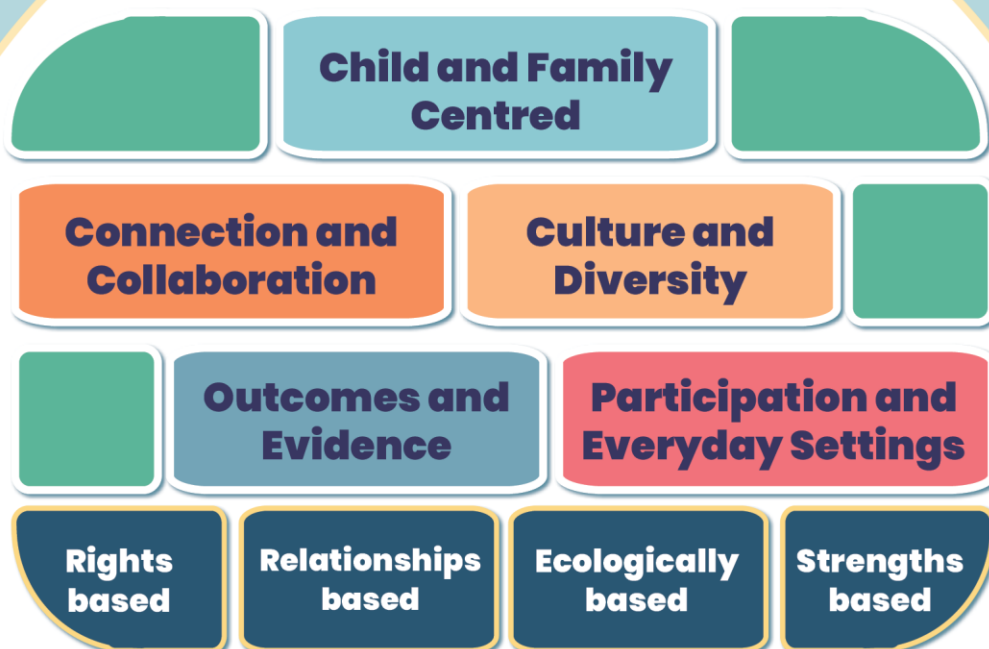 Child and Family
Centred
Connection and
Collaboration
Culture and
Diversity
Outcomes and
Evidence
Participation and
Everyday Settings
Rights
based
Relationships
based
Ecologically
based
Strengths
based